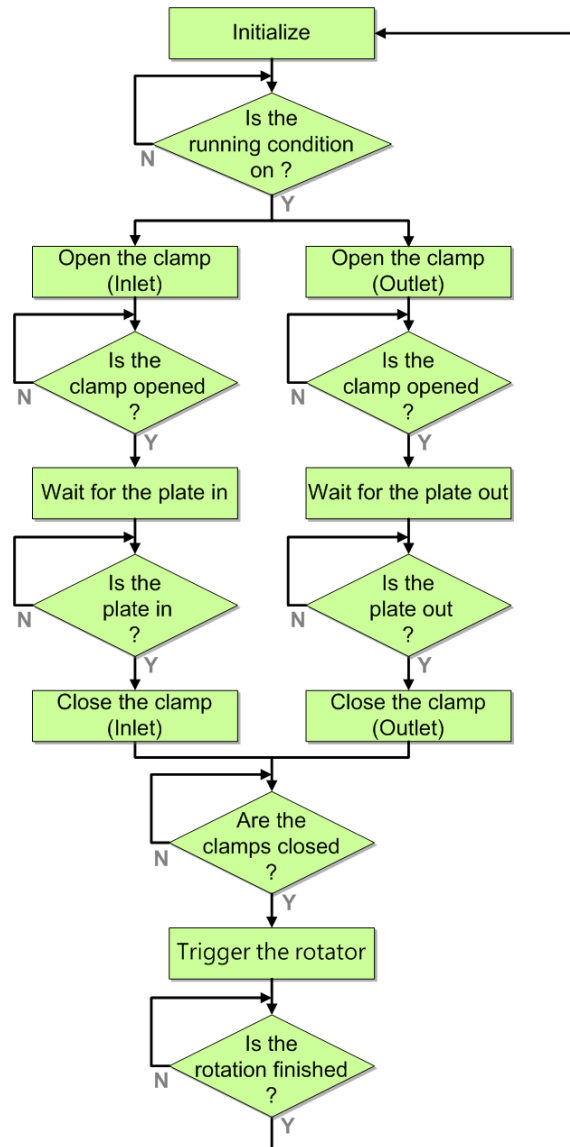 Initialize
Is the
running condition
on ?
N
Y
Open the clamp
(Inlet)
Open the clamp
(Outlet)
Is the
clamp opened
?
N
Y
Is the
clamp opened
?
N
Y
Wait for the plate in
Wait for the plate out
Is the
plate in
?
N
Y
Is the
plate out
?
N
Y
Close the clamp
(Inlet)
Close the clamp
(Outlet)
Are the
clamps closed
?
N
Y
Trigger the rotator
Is the
rotation finished
?
N
Y